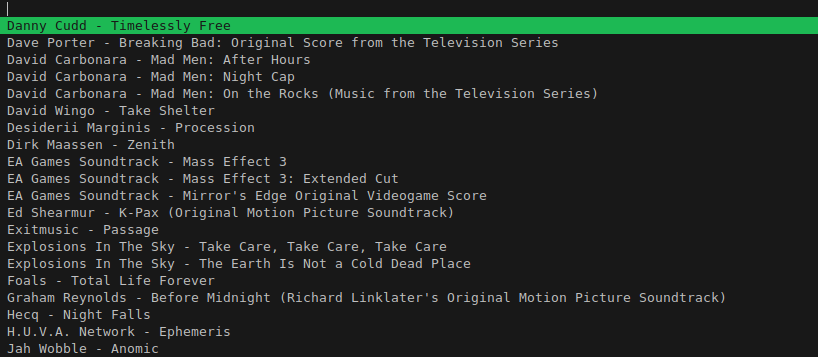 Danny Cudd - Timelessly Free
Dave Porter - Breaking Bad: Original Score from the Television Series
David Carbonara - Mad Men: After Hours
David Carbonara - Mad Men: Night Cap
David Carbonara - Mad Men: On the Rocks (Music from the Television Series)
David Wingo - Take Shelter
Desiderii Marginis - Procession
Dirk Maassen - Zenith
EA Games Soundtrack - Mass Effect 3
EA Games Soundtrack - Mass Effect 3: Extended Cut
EA Games Soundtrack - Mirror's Edge Original Videogame Score
Ed Shearmur - K-Pax (Original Motion Picture Soundtrack)
Exitmusic - Passage
Explosions In The Sky - Take Care, Take Care, Take Care
Explosions In The Sky - The Earth Is Not a Cold Dead Place
Foals - Total Life Forever
Graham Reynolds - Before Midnight (Richard Linklater's Original Motion Picture Soundtrack)
Hecq - Night Falls
H.U.V.A. Network - Ephemeris
Jah Wobble - Anomic